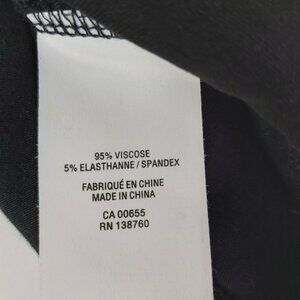 95% VISCOSE
5% ELASTHANNE / SPANDEX
FABRIQUÉ EN CHINE
MADE IN CHINA
CA 00655
RN 138760